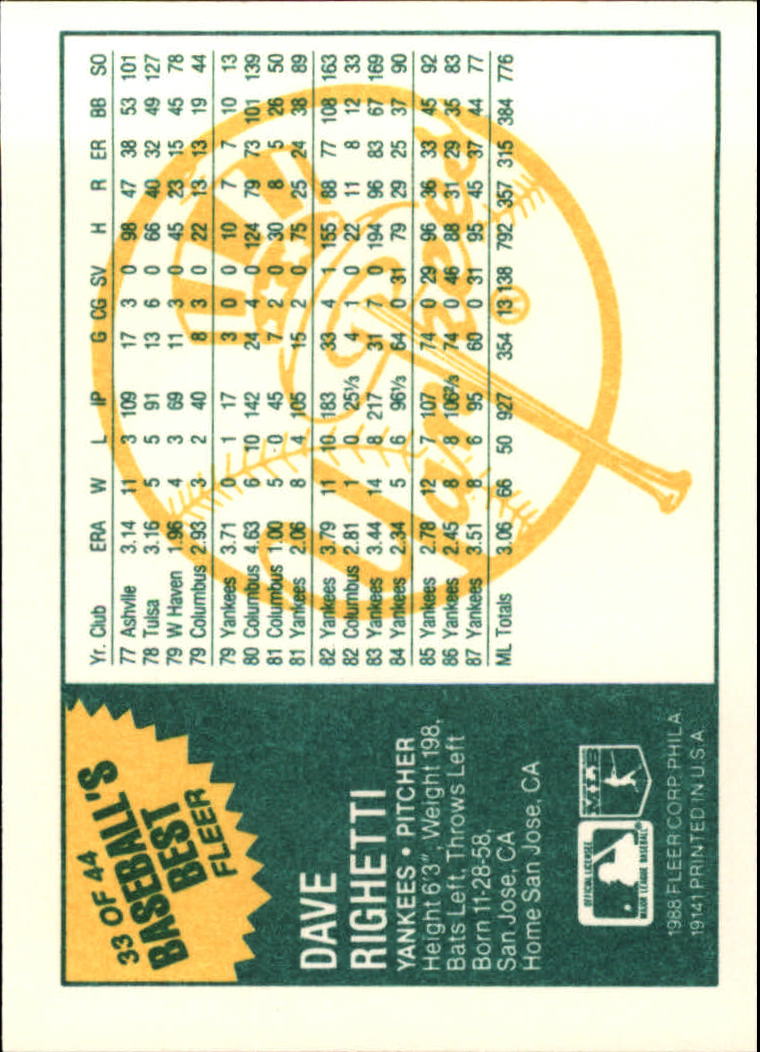 33 OF 44
BASEBALL'S
BEST
FLEER
DAVE
RIGHETTI
YANKEES • PITCHER
Height 6'3", Weight 198,
Bats Left, Throws Left
Born 11-28-58,
San Jose, CA
Home San Jose, CA
OFFICIAL LICENSEE
MAJOR LEAGUE BASEBALL®
MLB
1988 FLEER CORP. PHILA.
19141 PRINTED IN U.S.A.
Yr. Club ERA W L IP G CG SV H R ER BB SO
77 Ashvlle 3.14 11 3 109 17 3 0 98 47 38 53 101
78 Tulsa 3.16 5 5 91 13 6 0 66 40 32 49 127
79 W Haven 1.96 4 3 69 11 3 0 45 23 15 45 78
79 Columbus 2.93 3 2 40 8 3 0 22 13 13 19 44
79 Yankees 3.71 0 1 17 3 0 0 10 7 7 10 13
80 Columbus 4.63 6 10 142 24 4 0 124 79 73 101 139
81 Columbus 1.00 5 0 45 7 2 0 30 8 5 26 50
81 Yankees 2.06 8 4 105 15 2 0 75 25 24 38 89
82 Yankees 3.79 11 10 183 33 4 1 155 88 77 108 163
82 Columbus 2.81 1 0 25⅓ 4 1 0 22 11 8 12 33
83 Yankees 3.44 14 8 217 31 7 0 194 96 83 67 169
84 Yankees 2.34 5 6 96⅓ 64 0 31 79 29 25 37 90
85 Yankees 2.78 12 7 107 74 0 29 96 36 33 45 92
86 Yankees 2.45 8 8 106⅔ 74 0 46 88 31 29 35 83
87 Yankees 3.51 8 6 95 60 0 31 95 45 37 44 77
ML Totals 3.06 66 50 927 354 13 138 792 357 315 384 776
Yankees